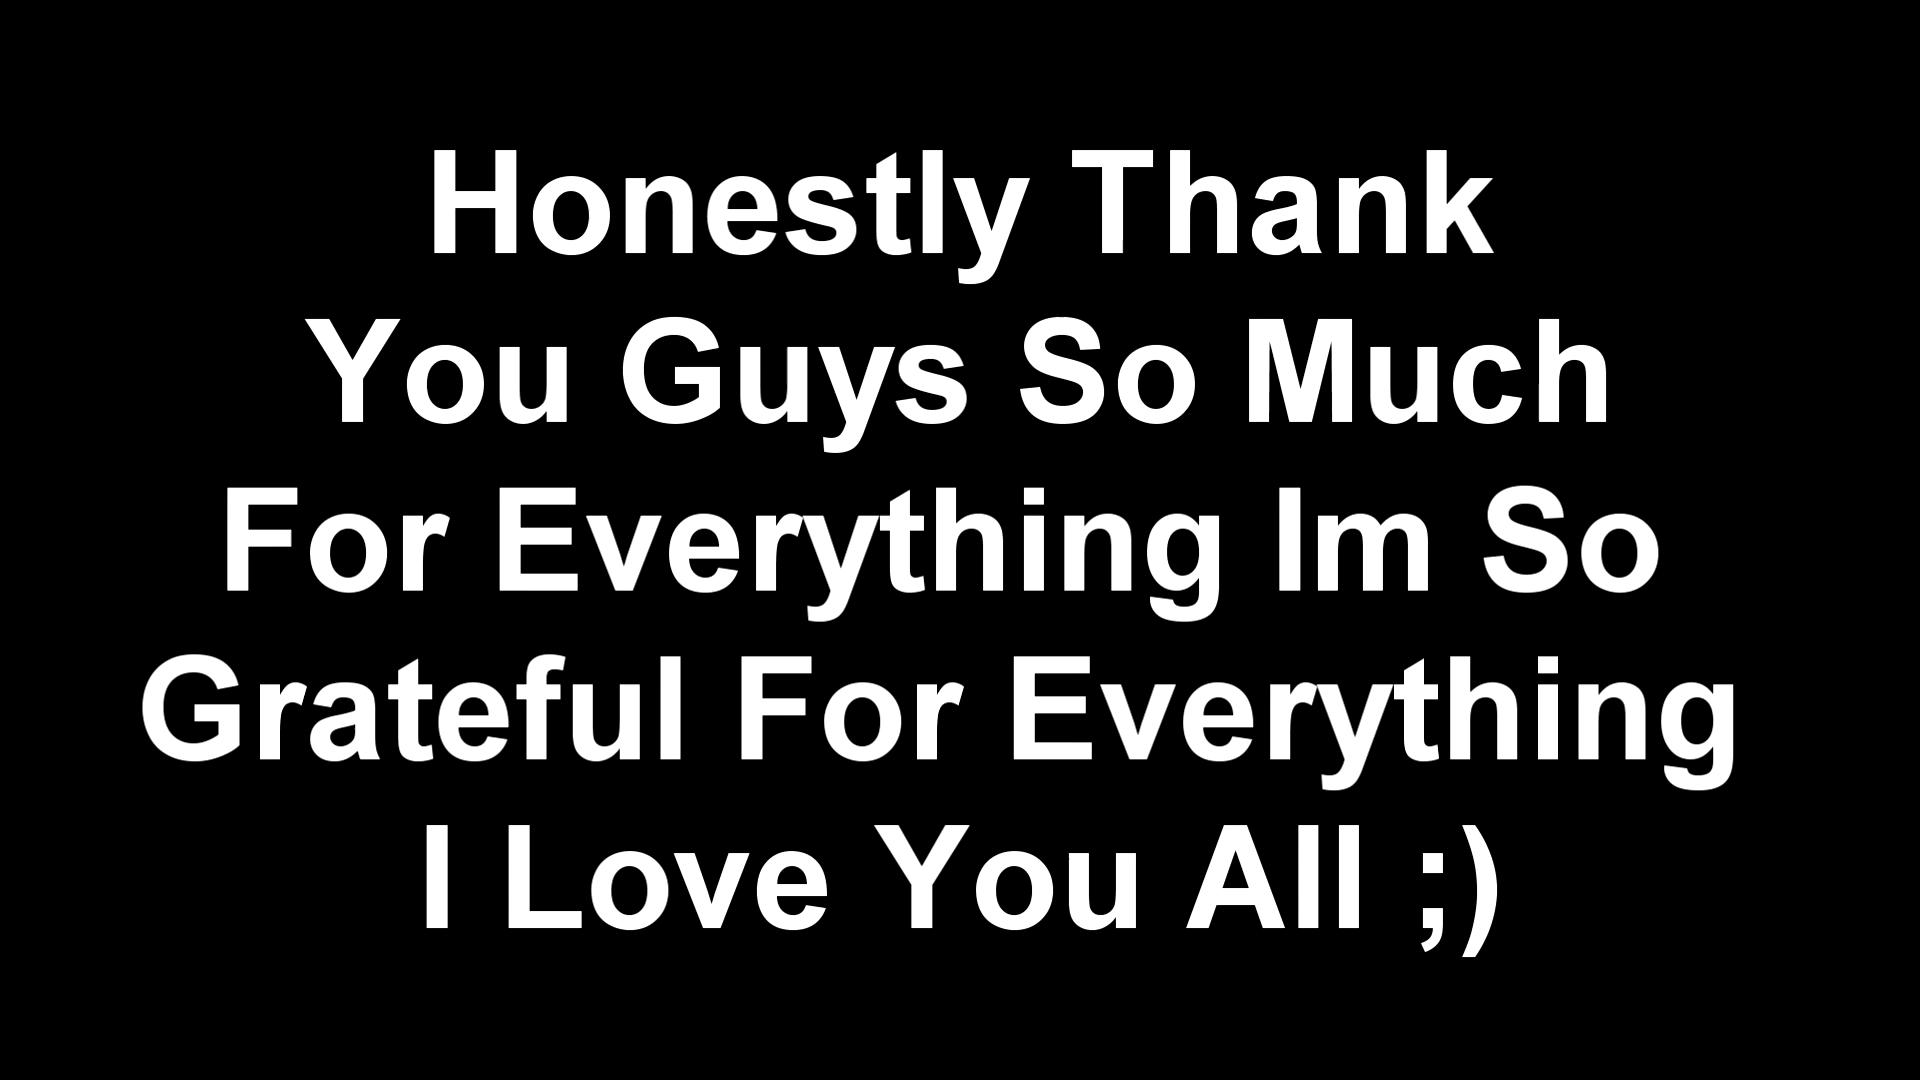 Honestly Thank
You Guys So Much
For Everything Im So
Grateful For Everything
I Love You All ;)